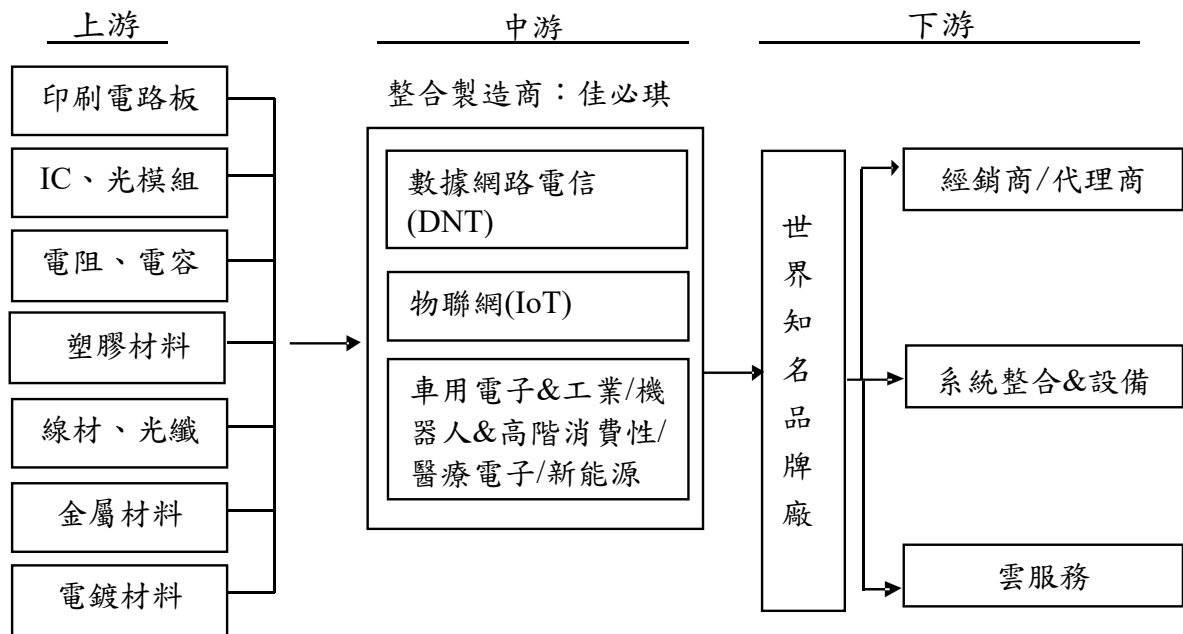 上游
印刷電路板
IC、光模組
電阻、電容
塑膠材料
線材、光纖
金屬材料
電鍍材料
中游
整合製造商：佳必琪
數據網路電信
(DNT)
物聯網(IoT)
車用電子&工業/機
器人&高階消費性/
醫療電子/新能源
下游
世界知名品牌廠
經銷商/代理商
系統整合&設備
雲服務